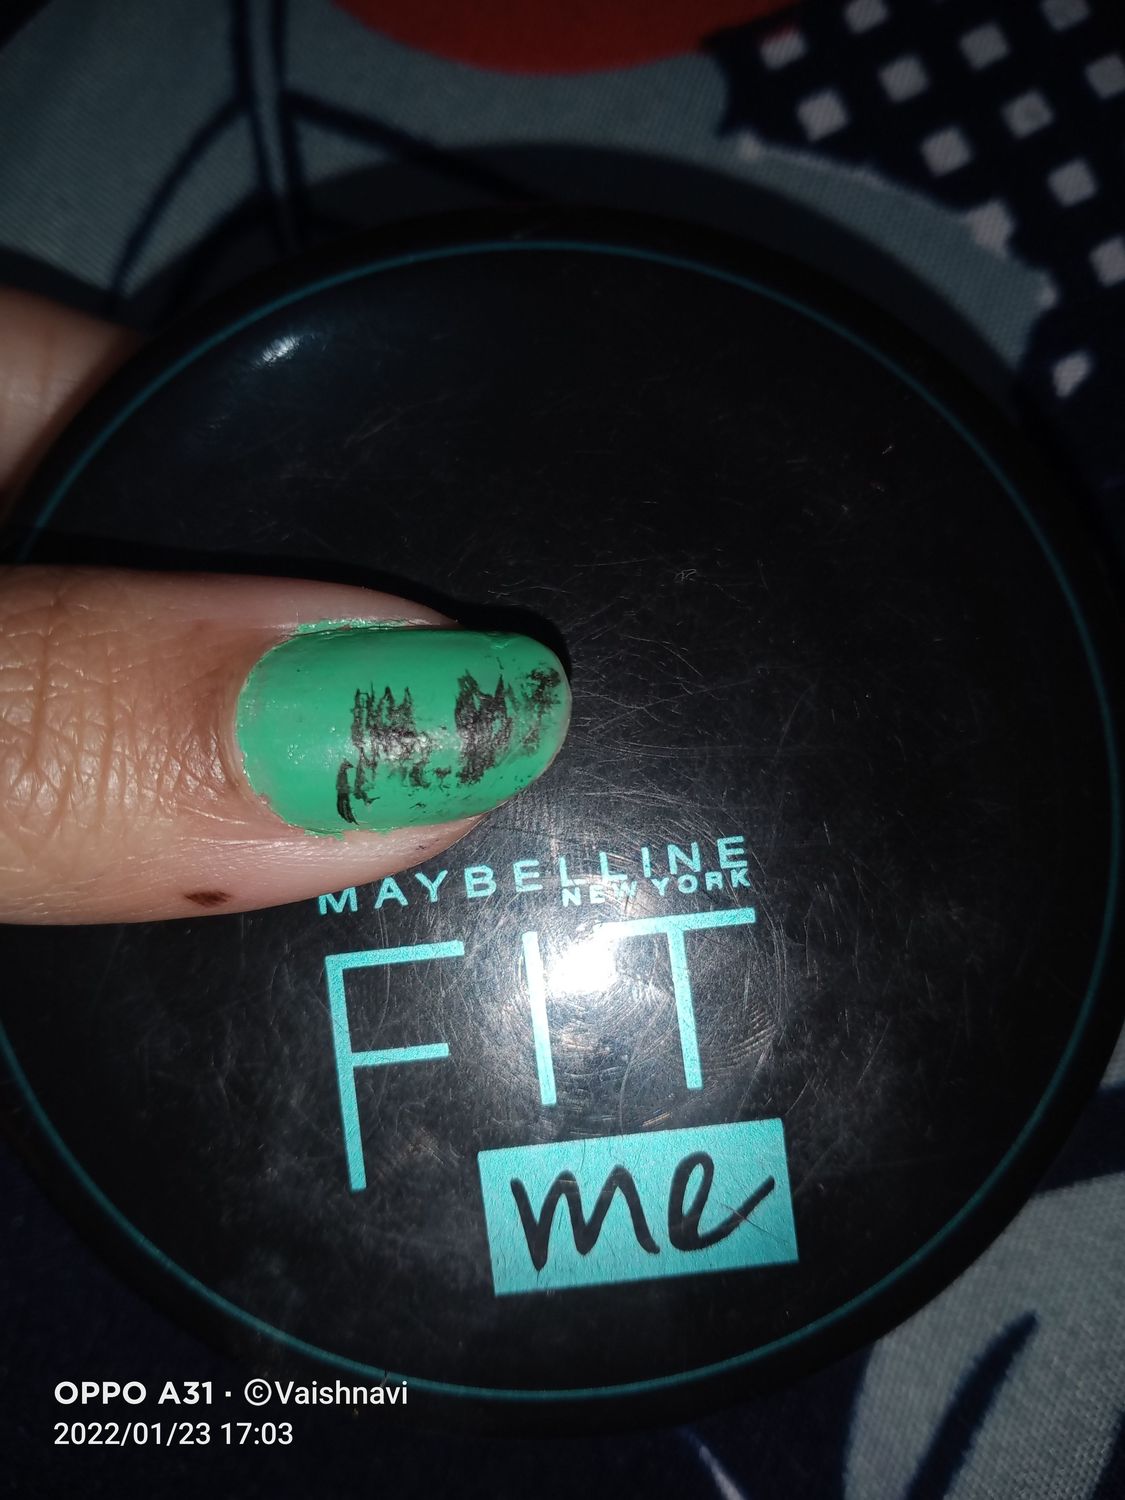 MAYBELLINE
NEW YORK
FIT
me
OPPO A31 · ©Vaishnavi
2022/01/23 17:03